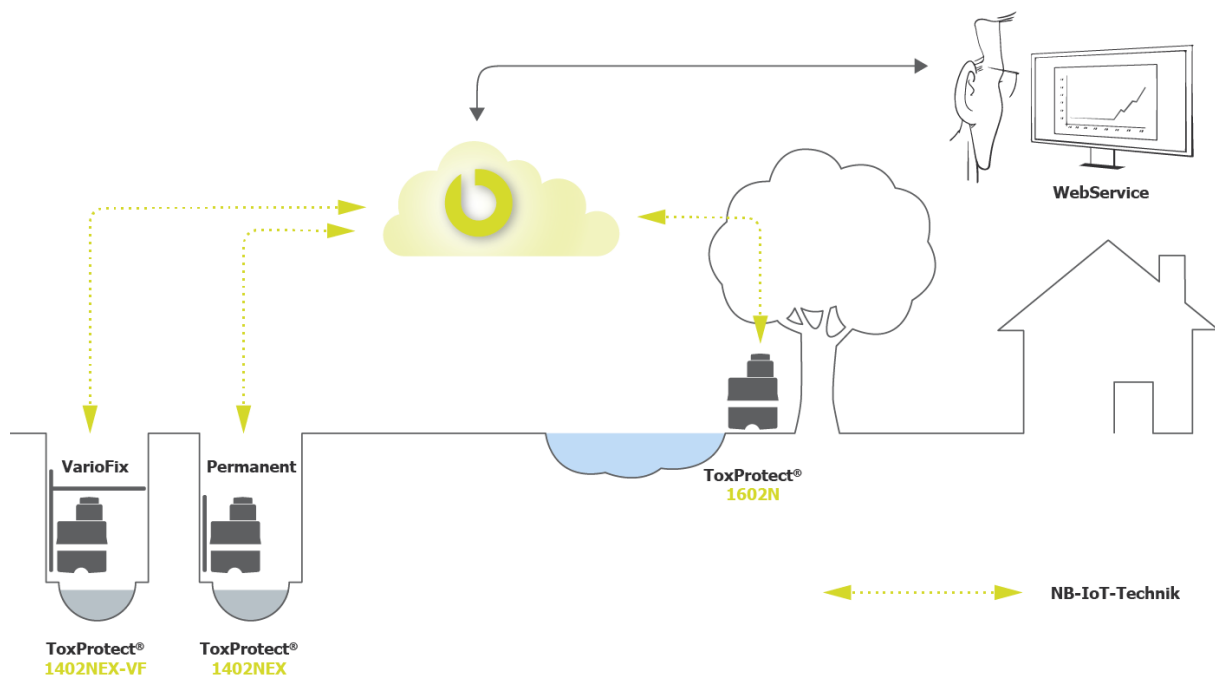 WebService
VarioFix
Permanent
ToxProtect®
1602N
NB-IoT-Technik
ToxProtect®
1402NEX-VF
ToxProtect®
1402NEX